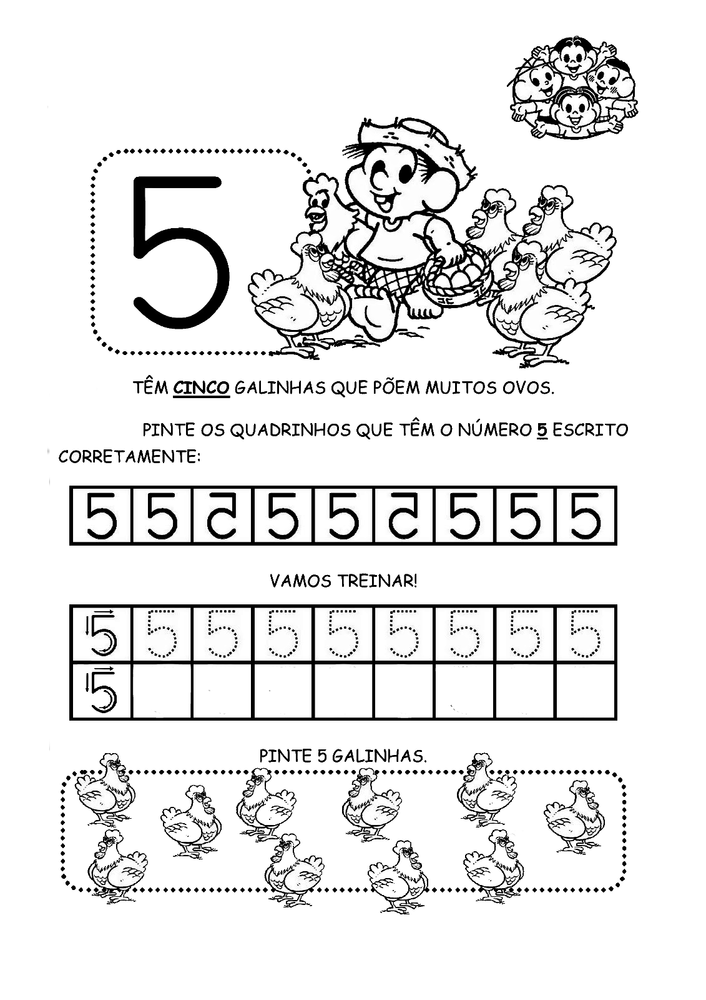 5
TÊM CINCO GALINHAS QUE PÕEM MUITOS OVOS.
PINTE OS QUADRINHOS QUE TÊM O NÚMERO 5 ESCRITO
CORRETAMENTE:
5 5 5 5 5 5 5 5 5
VAMOS TREINAR!
5 5 5 5 5 5 5 5 5
5
PINTE 5 GALINHAS.